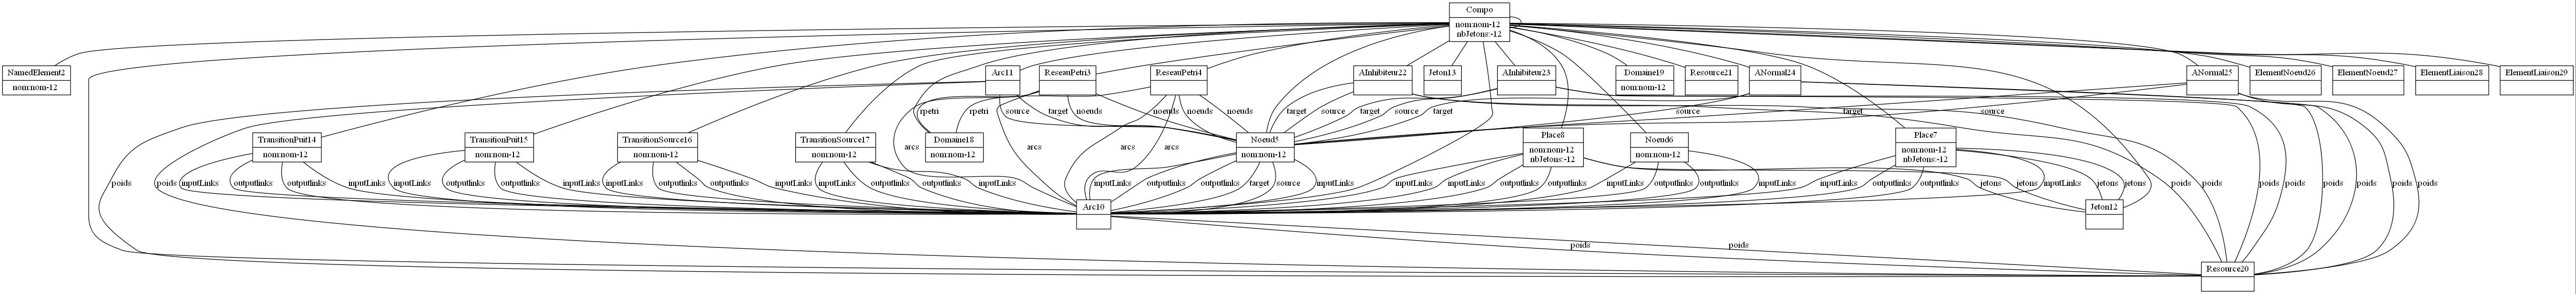 Compo
nom:nom-12
nbJetons:-12
NamedElement2
nom:nom-12
Arc11
ReseauPetri3
ReseauPetri4
AInhibiteur22
Jeton13
AInhibiteur23
Domaine19
nom:nom-12
Resource21
ANormal24
ANormal25
ElementNoeud26
ElementNoeud27
ElementLiaison28
ElementLiaison29
rpetri
source
rpetri
target
noeuds
noeuds
noeuds
noeuds
target
source
target
source
target
source
target
source
TransitionPuit14
nom:nom-12
TransitionPuit15
nom:nom-12
TransitionSource16
nom:nom-12
TransitionSource17
nom:nom-12
arcs
Domaine18
nom:nom-12
arcs
arcs
arcs
Noeud5
nom:nom-12
Place8
nom:nom-12
nbJetons:-12
Noeud6
nom:nom-12
Place7
nom:nom-12
nbJetons:-12
poids
poids
inputLinks
outputlinks
outputlinks
inputLinks
inputLinks
outputlinks
outputlinks
inputLinks
inputLinks
outputlinks
outputlinks
inputLinks
inputLinks
outputlinks
outputlinks
inputLinks
inputLinks
outputlinks
outputlinks
target
source
inputLinks
inputLinks
inputLinks
outputlinks
outputlinks
inputLinks
outputlinks
outputlinks
inputLinks
inputLinks
outputlinks
outputlinks
jetons
jetons
inputLinks
jetons
jetons
poids
poids
poids
poids
poids
poids
poids
poids
Arc10
Jeton12
poids
poids
Resource20